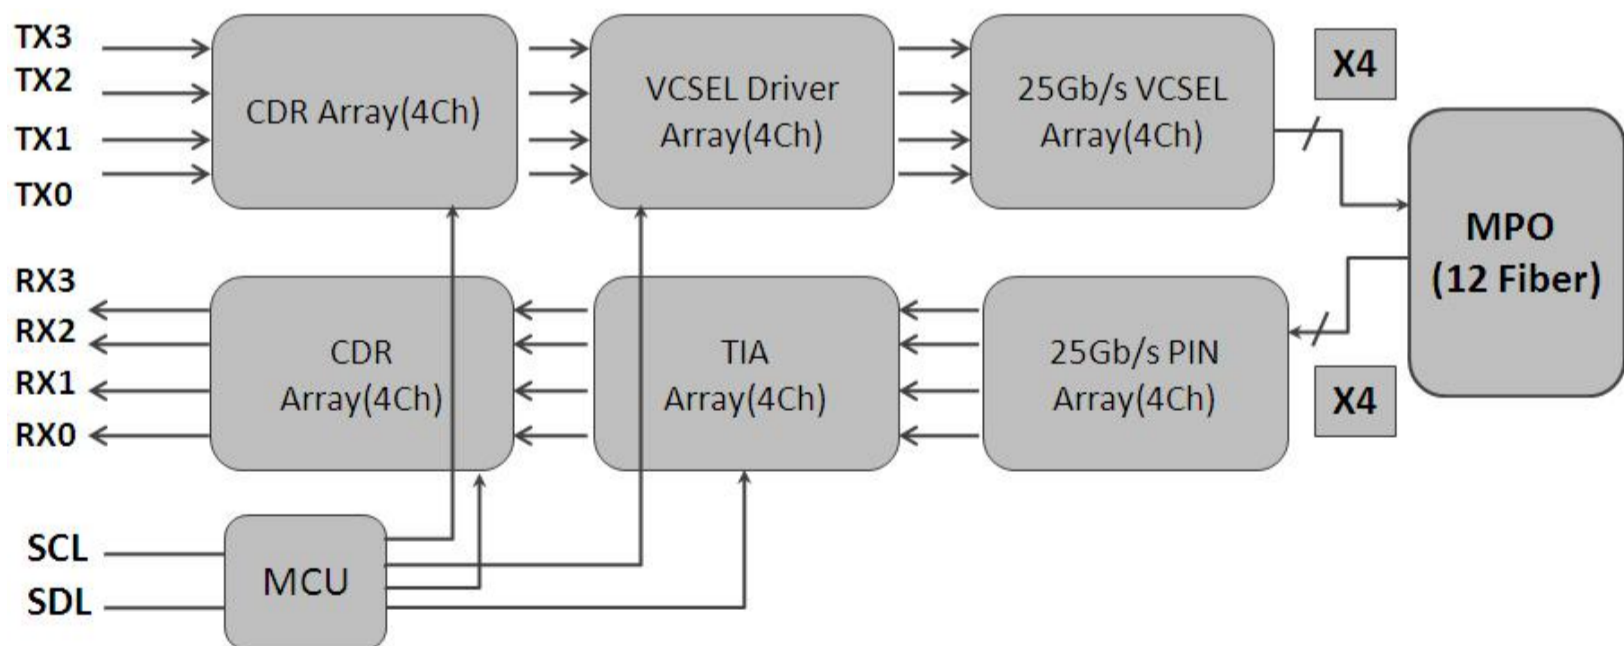 TX3
TX2
TX1
TX0
CDR Array(4Ch)
VCSEL Driver
Array(4Ch)
25Gb/s VCSEL
Array(4Ch)
X4
MPO
(12 Fiber)
RX3
RX2
RX1
RX0
CDR
Array(4Ch)
TIA
Array(4Ch)
25Gb/s PIN
Array(4Ch)
X4
SCL
SDL
MCU